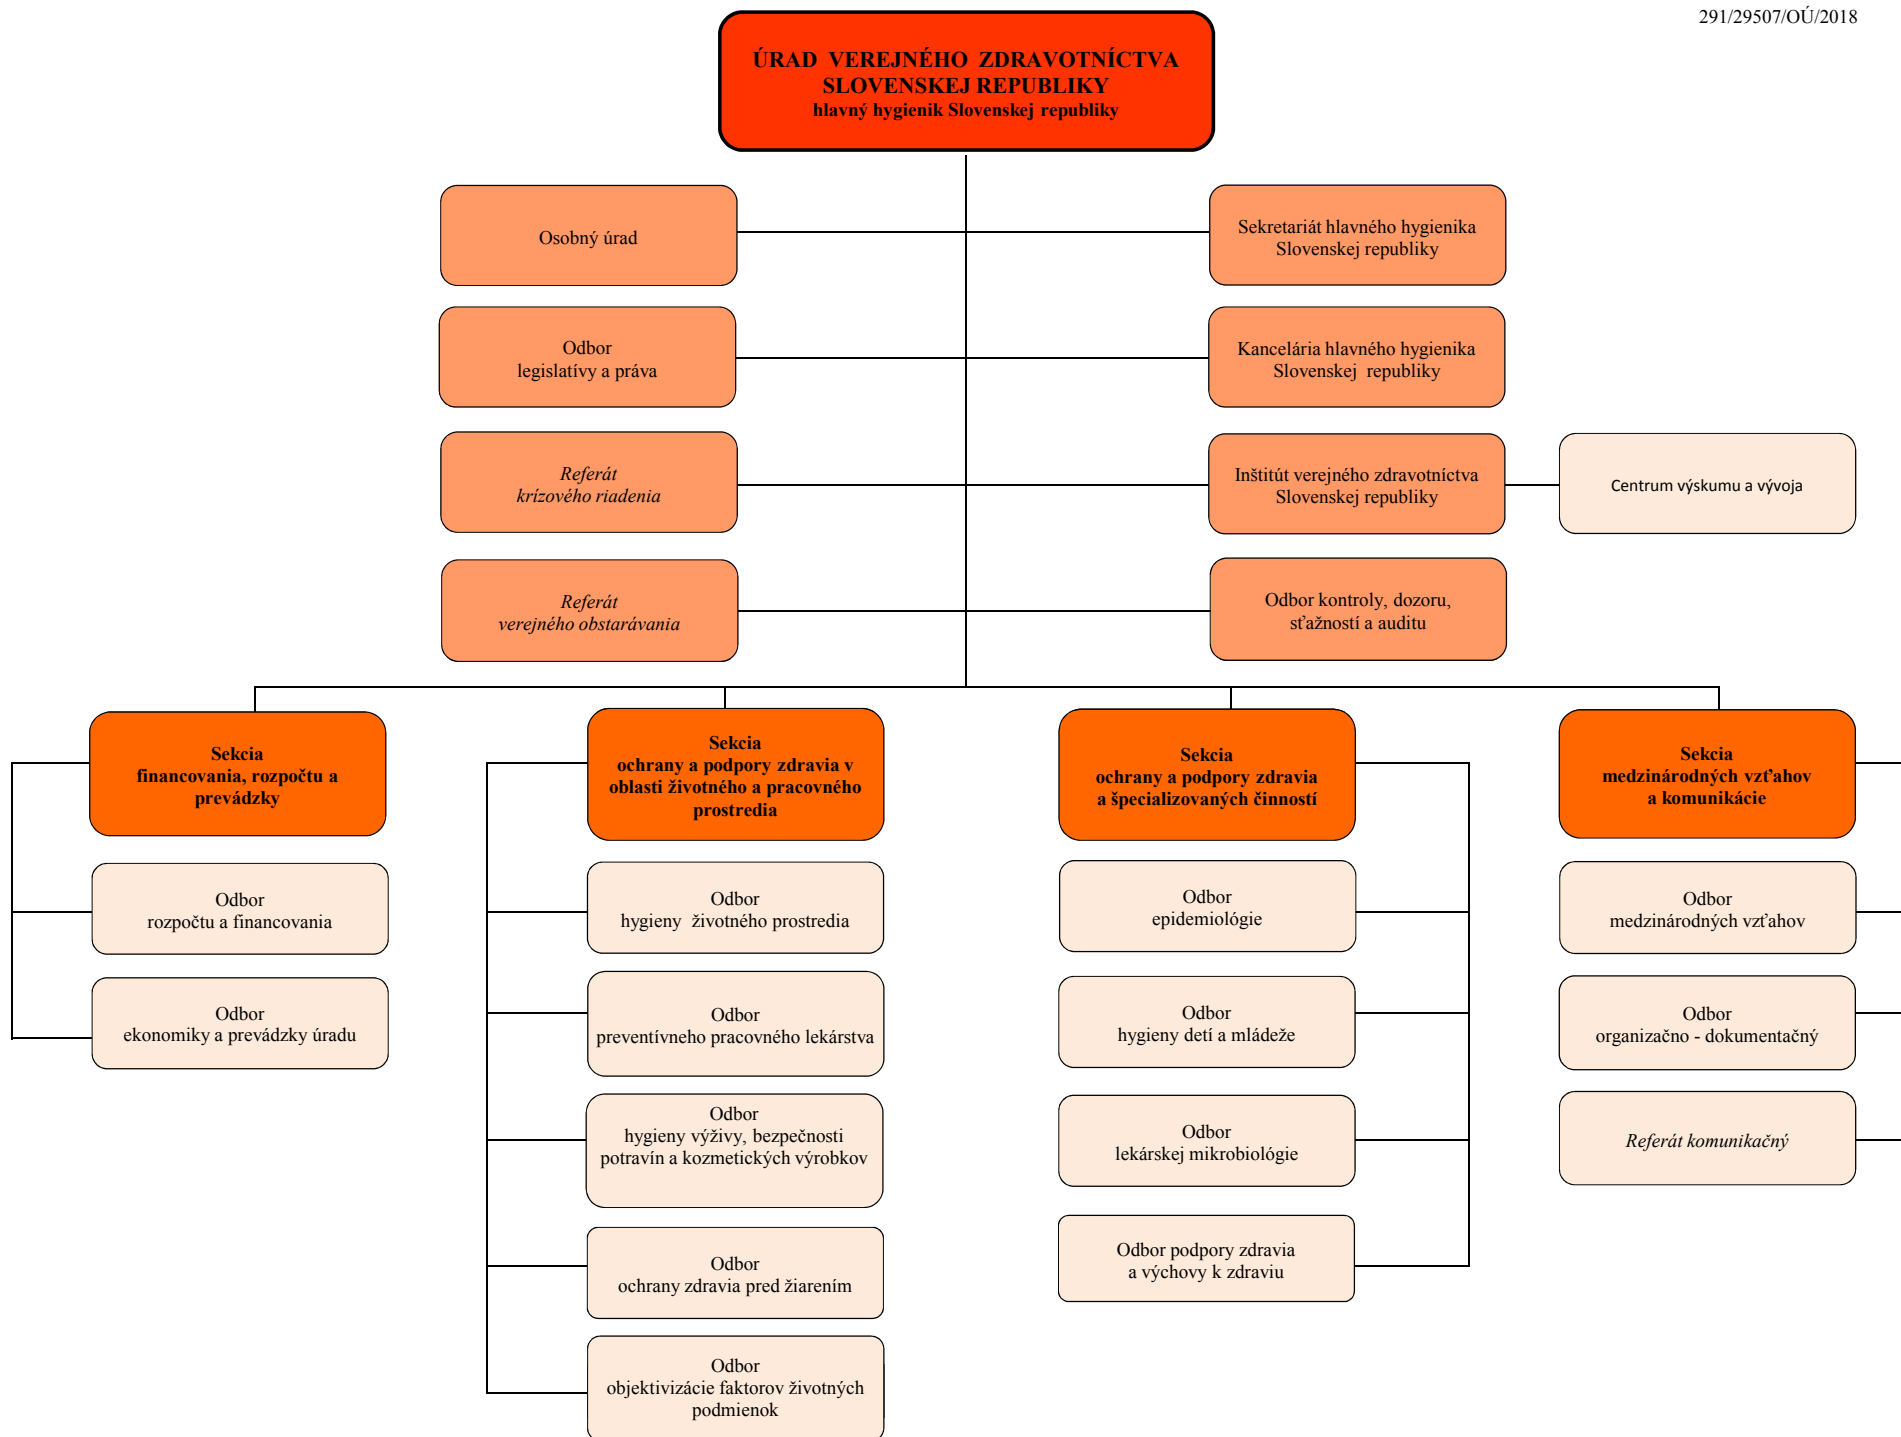 291/29507/OÚ/2018
ÚRAD VEREJNÉHO ZDRAVOTNÍCTVA
SLOVENSKEJ REPUBLIKY
hlavný hygienik Slovenskej republiky
Osobný úrad
Sekretariát hlavného hygienika
Slovenskej republiky
Odbor
legislatívy a práva
Kancelária hlavného hygienika
Slovenskej republiky
Referát
krízového riadenia
Inštitút verejného zdravotníctva
Slovenskej republiky
Centrum výskumu a vývoja
Referát
verejného obstarávania
Odbor kontroly, dozoru,
sťažností a auditu
Sekcia
financovania, rozpočtu a
prevádzky
Odbor
rozpočtu a financovania
Odbor
ekonomiky a prevádzky úradu
Sekcia
ochrany a podpory zdravia v
oblasti životného a pracovného
prostredia
Odbor
hygieny životného prostredia
Odbor
preventívneho pracovného lekárstva
Odbor
hygieny výživy, bezpečnosti
potravín a kozmetických výrobkov
Odbor
ochrany zdravia pred žiarením
Odbor
objektivizácie faktorov životných
podmienok
Sekcia
ochrany a podpory zdravia
a špecializovaných činností
Odbor
epidemiológie
Odbor
hygieny detí a mládeže
Odbor
lekárskej mikrobiológie
Odbor podpory zdravia
a výchovy k zdraviu
Sekcia
medzinárodných vzťahov
a komunikácie
Odbor
medzinárodných vzťahov
Odbor
organizačno - dokumentačný
Referát komunikačný